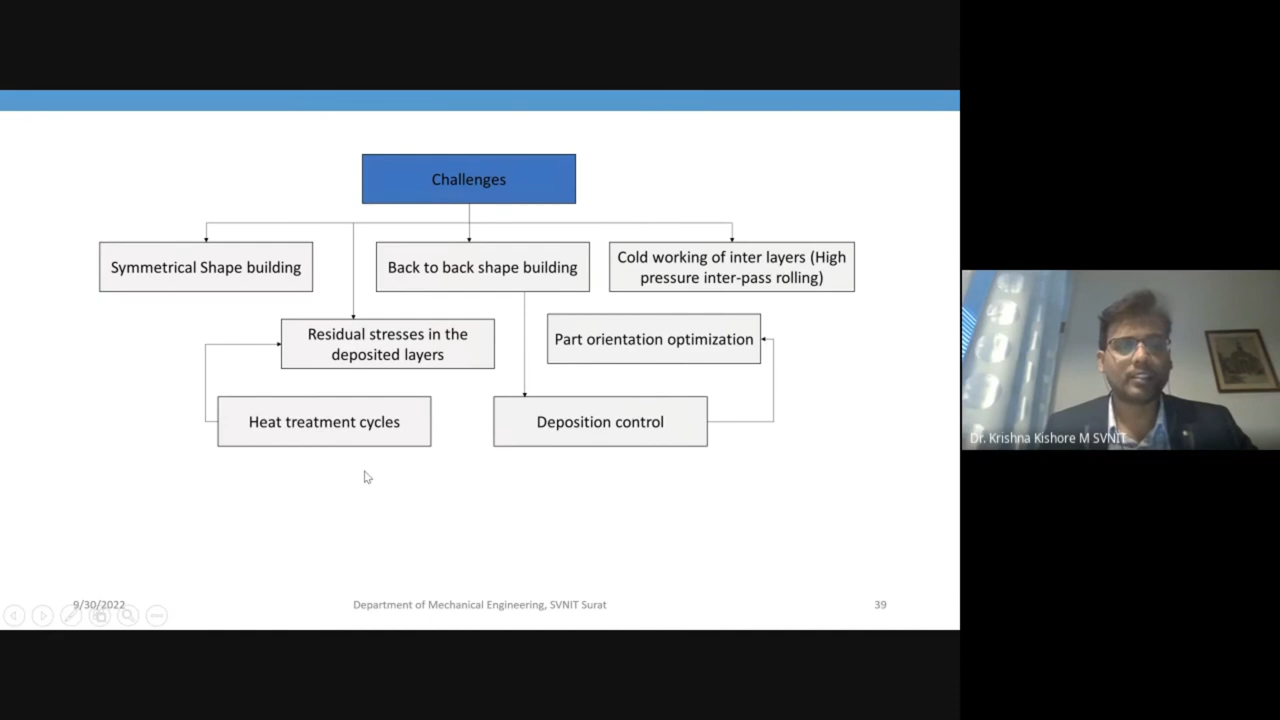 Challenges
Symmetrical Shape building
Back to back shape building
Cold working of inter layers (High
pressure inter-pass rolling)
Residual stresses in the
deposited layers
Part orientation optimization
Heat treatment cycles
Deposition control
9/30/2022
Department of Mechanical Engineering, SVNIT Surat
39
Dr. Krishna Kishore M SVNIT